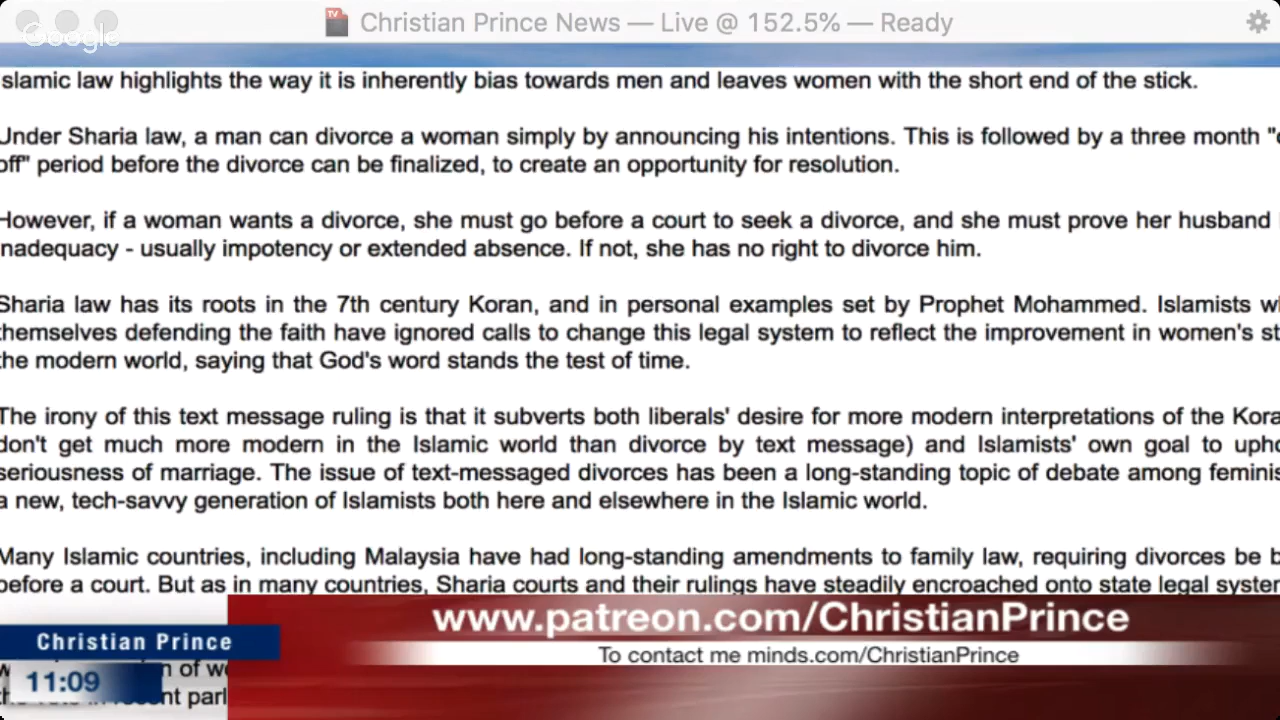 Google
Christian Prince News — Live @ 152.5% — Ready
slamic law highlights the way it is inherently bias towards men and leaves women with the short end of the stick.
Under Sharia law, a man can divorce a woman simply by announcing his intentions. This is followed by a three month "
off" period before the divorce can be finalized, to create an opportunity for resolution.
However, if a woman wants a divorce, she must go before a court to seek a divorce, and she must prove her husband
nadequacy - usually impotency or extended absence. If not, she has no right to divorce him.
Sharia law has its roots in the 7th century Koran, and in personal examples set by Prophet Mohammed. Islamists w
themselves defending the faith have ignored calls to change this legal system to reflect the improvement in women's st
the modern world, saying that God's word stands the test of time.
The irony of this text message ruling is that it subverts both liberals' desire for more modern interpretations of the Kora
don't get much more modern in the Islamic world than divorce by text message) and Islamists' own goal to upho
seriousness of marriage. The issue of text-messaged divorces has been a long-standing topic of debate among feminis
a new, tech-savvy generation of Islamists both here and elsewhere in the Islamic world.
Many Islamic countries, including Malaysia have had long-standing amendments to family law, requiring divorces be b
before a court. But as in many countries, Sharia courts and their rulings have steadily encroached onto state legal system
www.patreon.com/ChristianPrince
Christian Prince
To contact me minds.com/ChristianPrince
n of w
11:09
nt parl